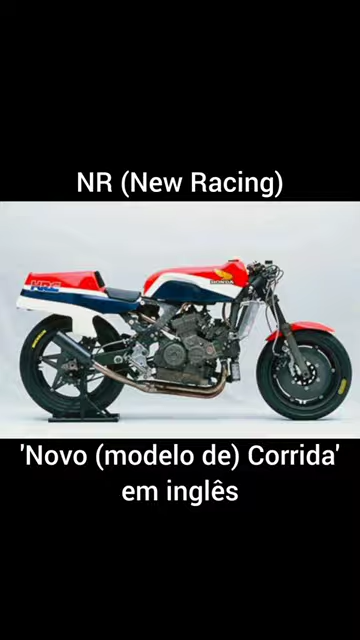 NR (New Racing)
HRC
HONDA
'Novo (modelo de) Corrida'
em inglês